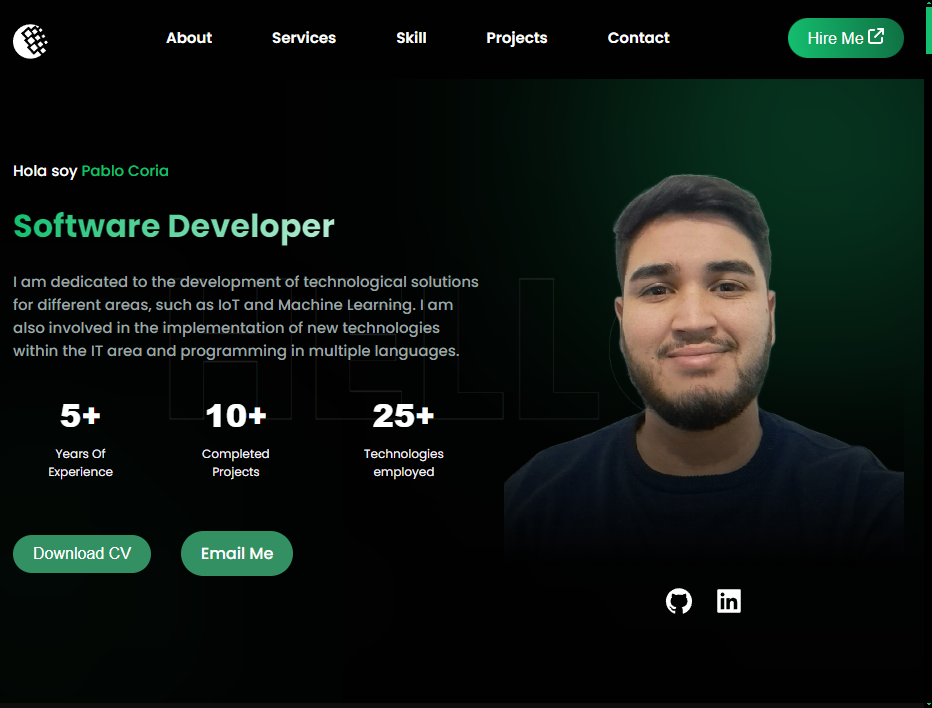 About
Services
Skill
Projects
Contact
Hire Me
Hola soy Pablo Coria
Software Developer
I am dedicated to the development of technological solutions
for different areas, such as IoT and Machine Learning. I am
also involved in the implementation of new technologies
within the IT area and programming in multiple languages.
HELLO
5+
Years Of
Experience
10+
Completed
Projects
25+
Technologies
employed
Download CV
Email Me
in